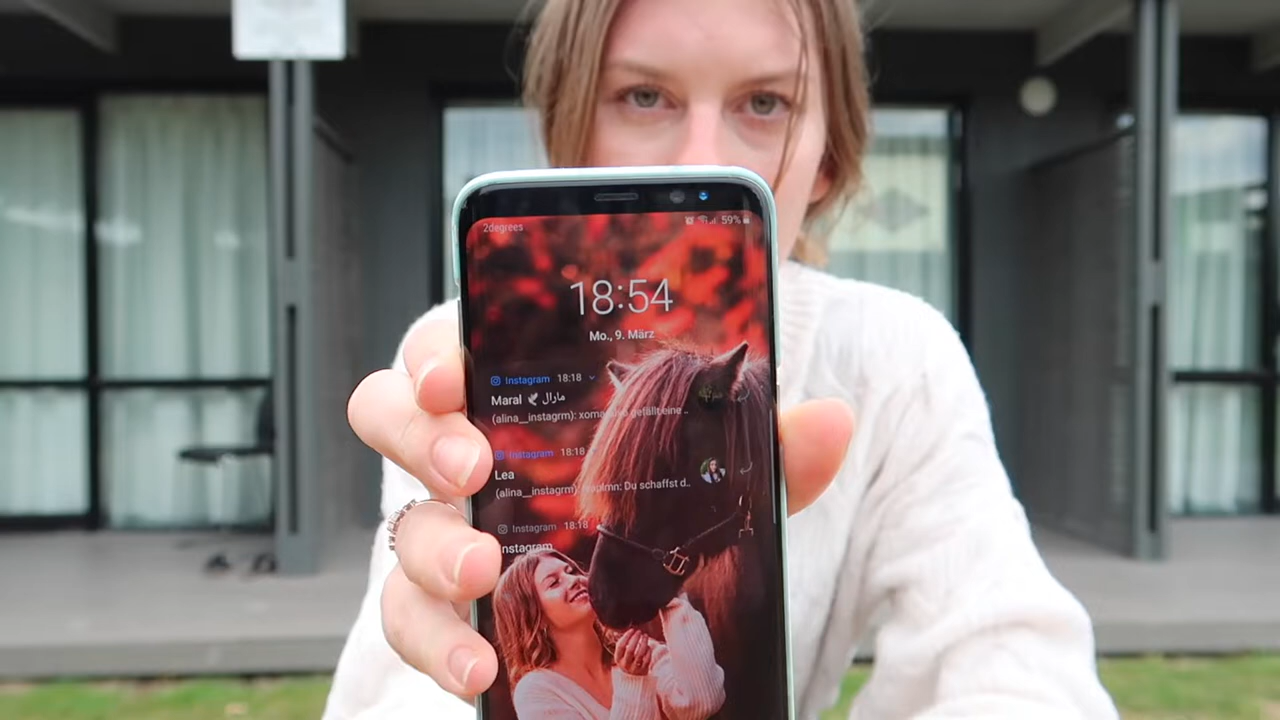 2degrees
59%
18:54
Mo., 9. März
Instagram 18:18
Maral 🕊 مارال
(alina__instagrm): gefällt eine ..
Instagram 18:18
Lea
(alina__instagrm): Du schaffst d..
Instagram 18:18
Instagram